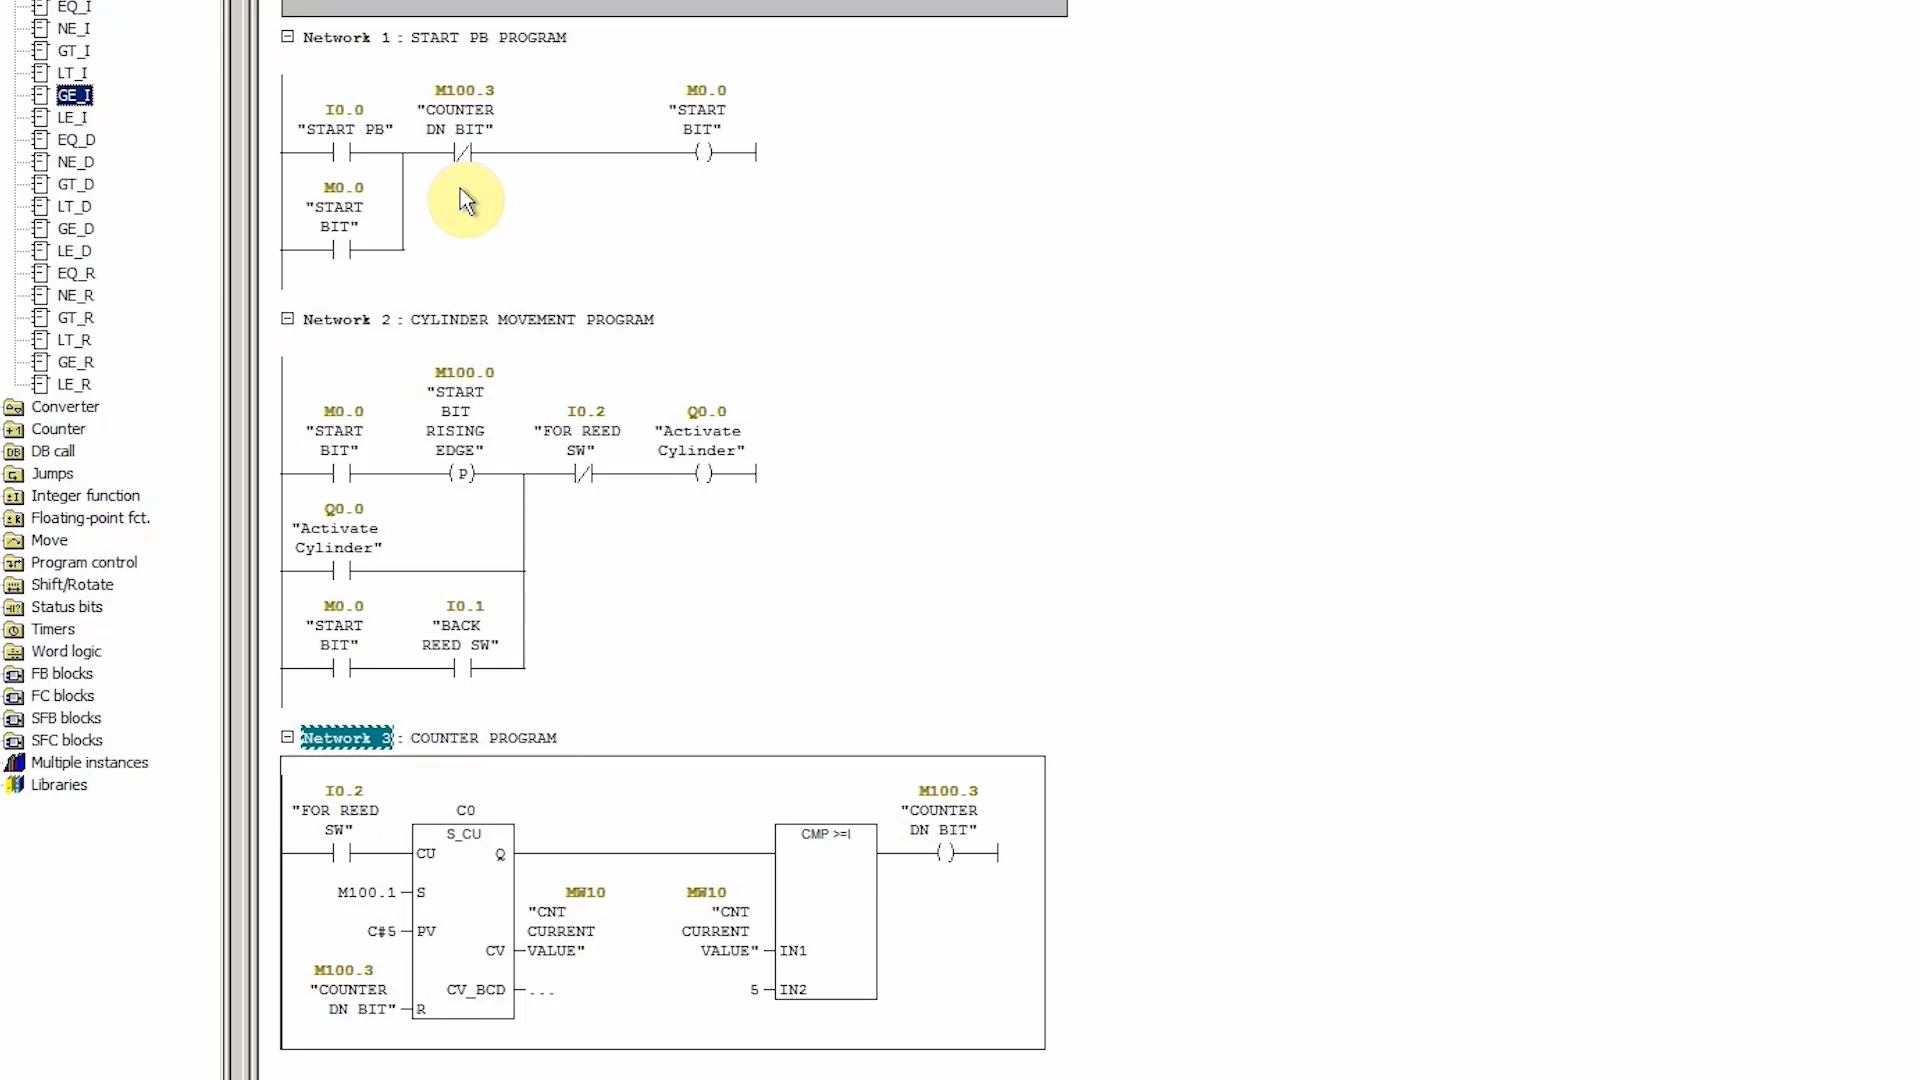 EQ_I
NE_I
GT_I
LT_I
GE_I
LE_I
EQ_D
NE_D
GT_D
LT_D
GE_D
LE_D
EQ_R
NE_R
GT_R
LT_R
GE_R
LE_R
Converter
Counter
DB call
Jumps
Integer function
Floating-point fct.
Move
Program control
Shift/Rotate
Status bits
Timers
Word logic
FB blocks
FC blocks
SFB blocks
SFC blocks
Multiple instances
Libraries
Network 1 : START PB PROGRAM
I0.0
"START PB"
M100.3
"COUNTER
DN BIT"
M0.0
"START
BIT"
M0.0
"START
BIT"
Network 2 : CYLINDER MOVEMENT PROGRAM
M0.0
"START
BIT"
M100.0
"START
BIT
RISING
EDGE"
P
I0.2
"FOR REED
SW"
Q0.0
"Activate
Cylinder"
Q0.0
"Activate
Cylinder"
M0.0
"START
BIT"
I0.1
"BACK
REED SW"
Network 3 : COUNTER PROGRAM
I0.2
"FOR REED
SW"
C0
S_CU
CU Q
M100.1 S
C#5 PV
M100.3
"COUNTER
DN BIT" R
MW10
"CNT
CURRENT
CV VALUE"
CV_BCD ...
MW10
"CNT
CURRENT
VALUE" IN1
5 IN2
CMP >=I
M100.3
"COUNTER
DN BIT"